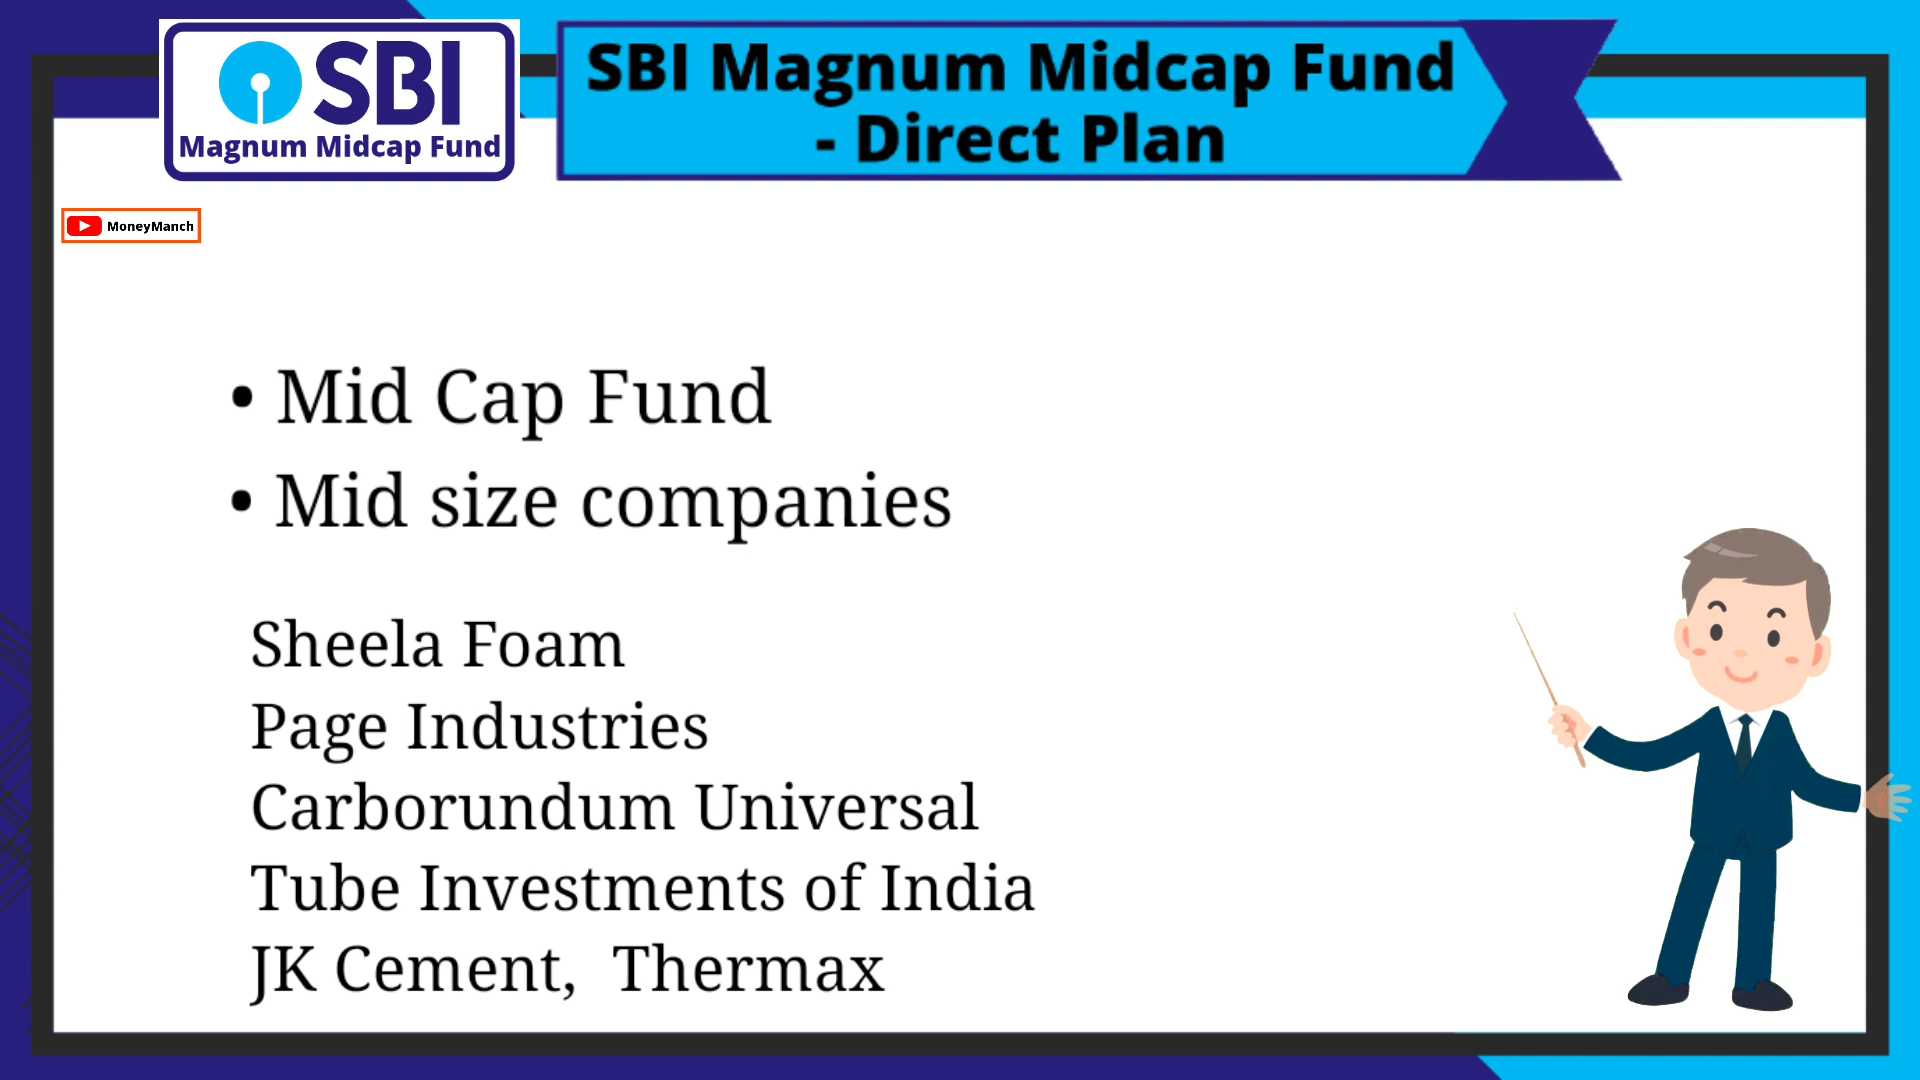 SBI
Magnum Midcap Fund
SBI Magnum Midcap Fund
- Direct Plan
MoneyManch
• Mid Cap Fund
• Mid size companies
Sheela Foam
Page Industries
Carborundum Universal
Tube Investments of India
JK Cement, Thermax